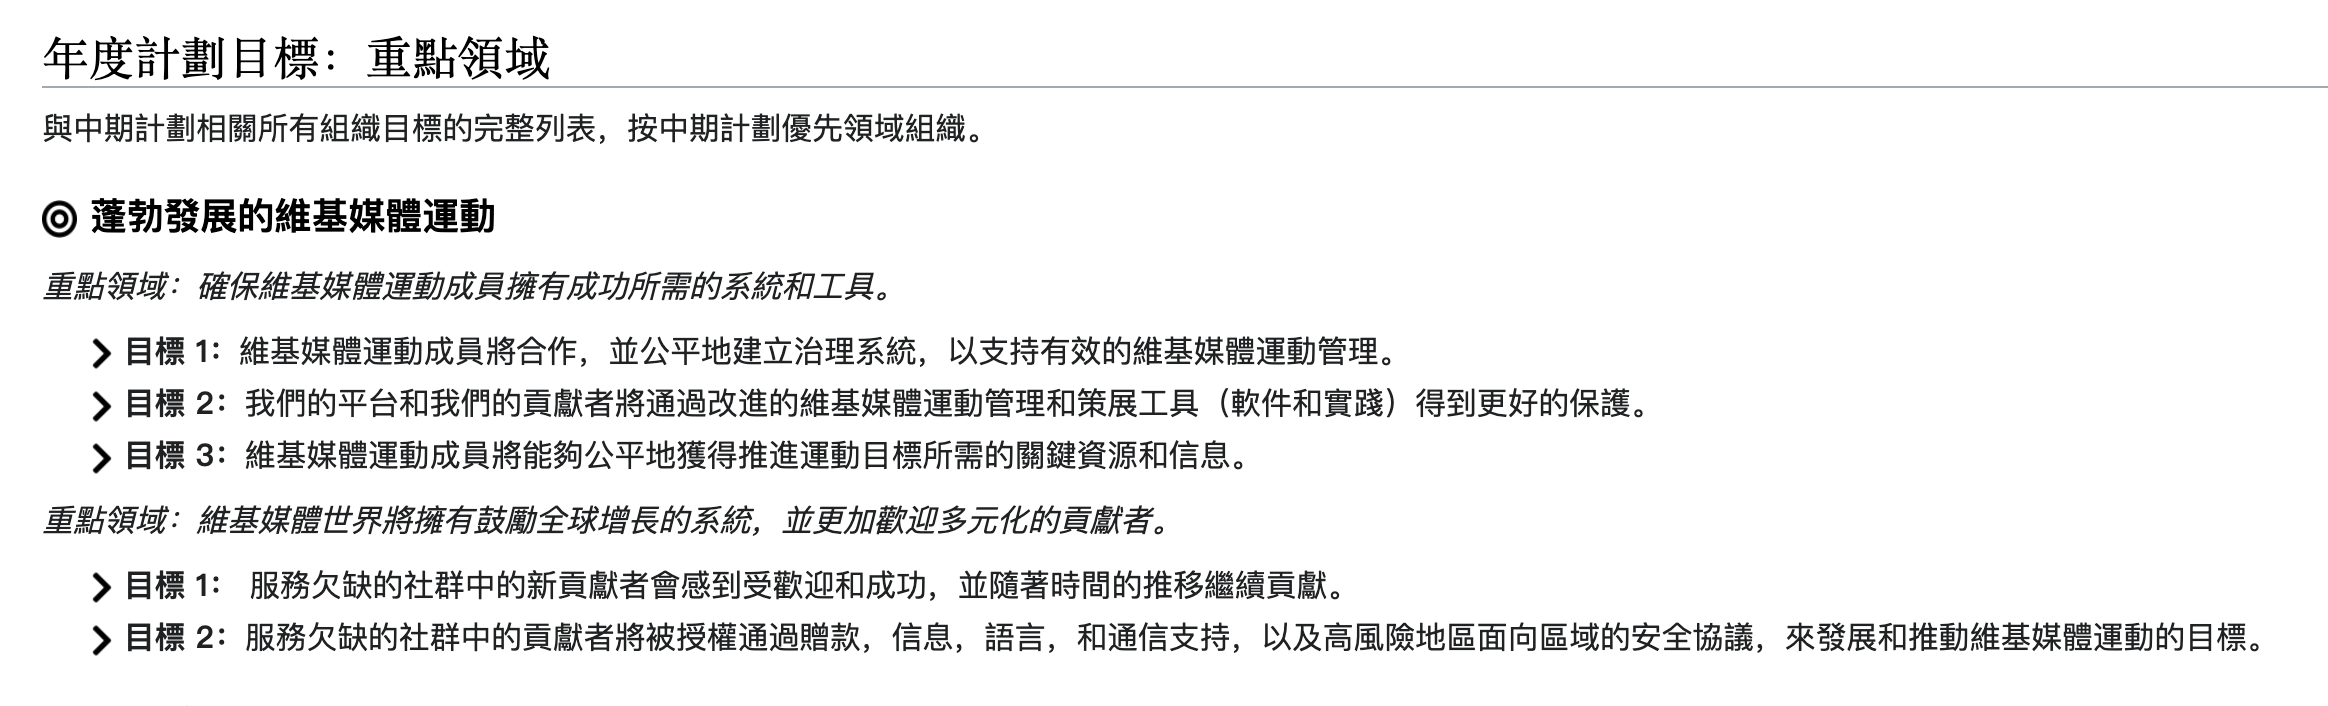 年度計劃目標：重點領域
與中期計劃相關所有組織目標的完整列表，按中期計劃優先領域組織。
蓬勃發展的維基媒體運動
重點領域：確保維基媒體運動成員擁有成功所需的系統和工具。
目標 1：維基媒體運動成員將合作，並公平地建立治理系統，以支持有效的維基媒體運動管理。
目標 2：我們的平台和我們的貢獻者將通過改進的維基媒體運動管理和策展工具（軟件和實踐）得到更好的保護。
目標 3：維基媒體運動成員將能夠公平地獲得推進運動目標所需的關鍵資源和信息。
重點領域：維基媒體世界將擁有鼓勵全球增長的系統，並更加歡迎多元化的貢獻者。
目標 1： 服務欠缺的社群中的新貢獻者會感到受歡迎和成功，並隨著時間的推移繼續貢獻。
目標 2：服務欠缺的社群中的貢獻者將被授權通過贈款，信息，語言，和通信支持，以及高風險地區面向區域的安全協議，來發展和推動維基媒體運動的目標。